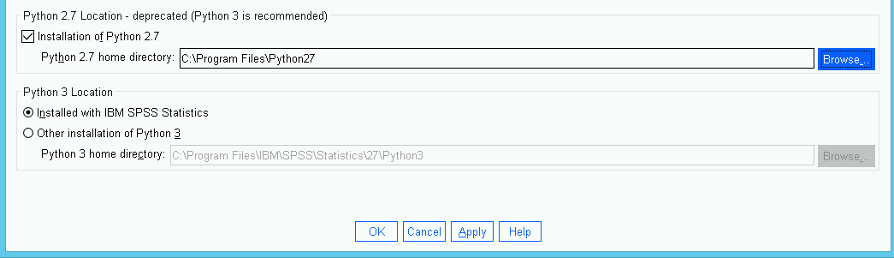 Python 2.7 Location - deprecated (Python 3 is recommended)
Installation of Python 2.7
Python 2.7 home directory: C:\Program Files\Python27 Browse...
Python 3 Location
Installed with IBM SPSS Statistics
Other installation of Python 3
Python 3 home directory: C:\Program Files\IBM\SPSS\Statistics\27\Python3 Browse...
OK Cancel Apply Help